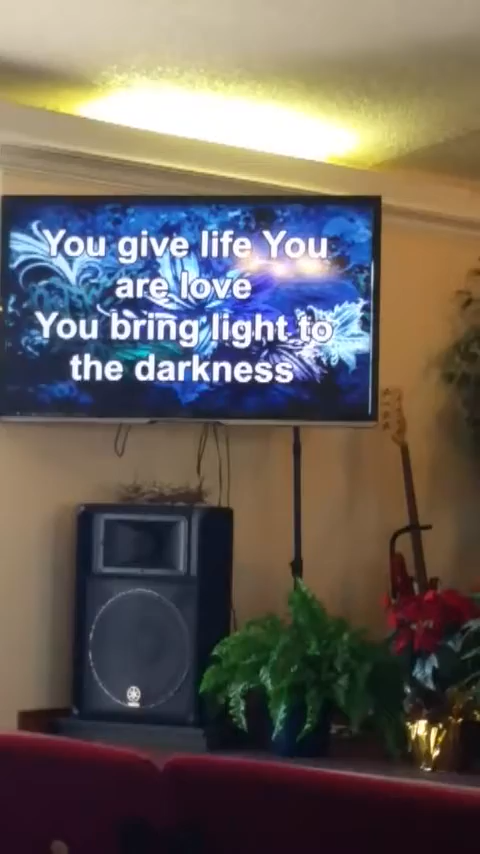 You give life You
are love
You bring light to
the darkness